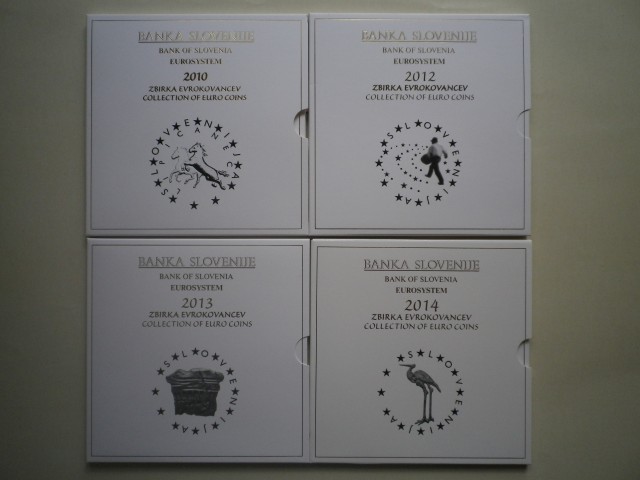 BANKA SLOVENIJE
BANK OF SLOVENIA
EUROSYSTEM
2010
ZBIRKA EVROKOVANCEV
COLLECTION OF EURO COINS
SLOVENIJA
LIPICANEC
BANKA SLOVENIJE
BANK OF SLOVENIA
EUROSYSTEM
2012
ZBIRKA EVROKOVANCEV
COLLECTION OF EURO COINS
SLOVENIJA
BANKA SLOVENIJE
BANK OF SLOVENIA
EUROSYSTEM
2013
ZBIRKA EVROKOVANCEV
COLLECTION OF EURO COINS
SLOVENIJA
BANKA SLOVENIJE
BANK OF SLOVENIA
EUROSYSTEM
2014
ZBIRKA EVROKOVANCEV
COLLECTION OF EURO COINS
SLOVENIJA